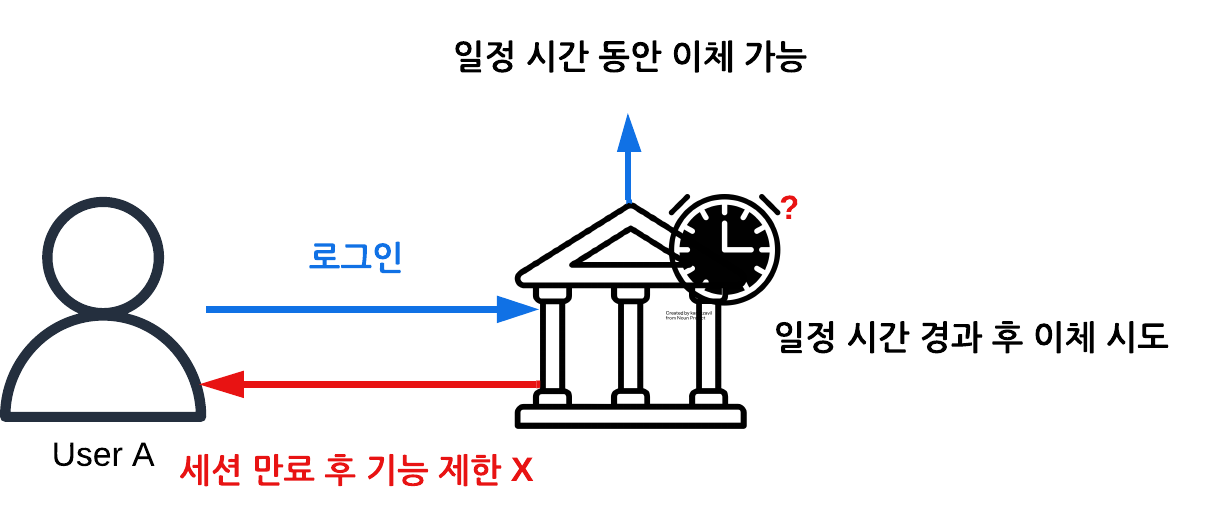 일정 시간 동안 이체 가능
?
로그인
Created by
from Noun Project
일정 시간 경과 후 이체 시도
User A
세션 만료 후 기능 제한 X